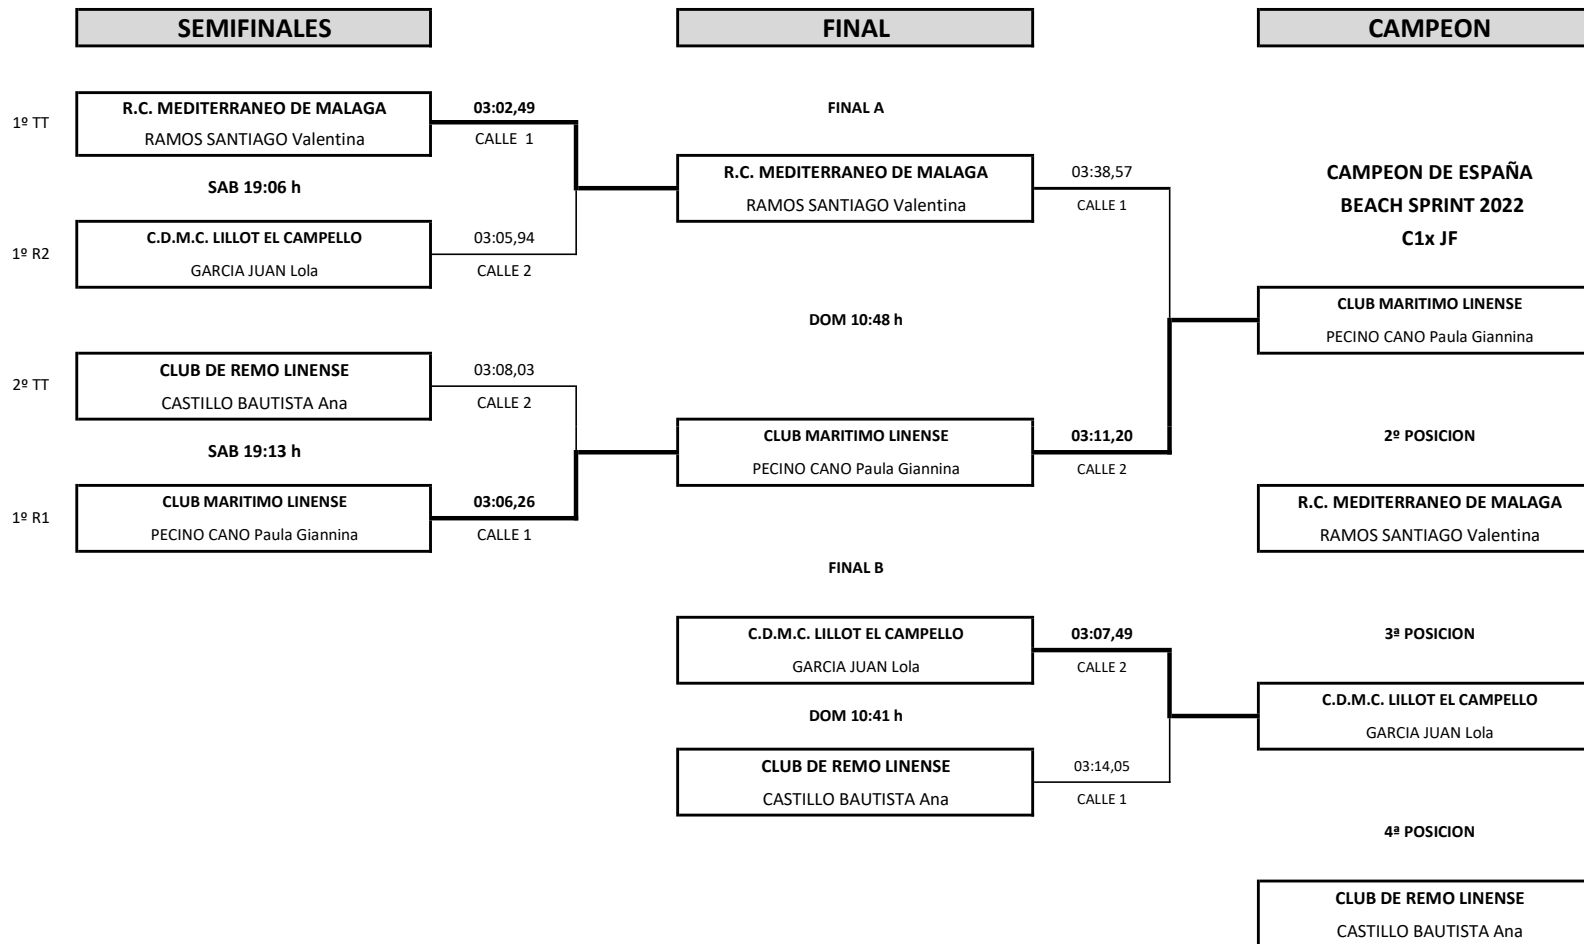 SEMIFINALES
FINAL
CAMPEON
1º TT
R.C. MEDITERRANEO DE MALAGA
RAMOS SANTIAGO Valentina
03:02,49
CALLE 1
SAB 19:06 h
1º R2
C.D.M.C. LILLOT EL CAMPELLO
GARCIA JUAN Lola
03:05,94
CALLE 2
2º TT
CLUB DE REMO LINENSE
CASTILLO BAUTISTA Ana
03:08,03
CALLE 2
SAB 19:13 h
1º R1
CLUB MARITIMO LINENSE
PECINO CANO Paula Giannina
03:06,26
CALLE 1
FINAL A
R.C. MEDITERRANEO DE MALAGA
RAMOS SANTIAGO Valentina
03:38,57
CALLE 1
DOM 10:48 h
CLUB MARITIMO LINENSE
PECINO CANO Paula Giannina
03:11,20
CALLE 2
FINAL B
C.D.M.C. LILLOT EL CAMPELLO
GARCIA JUAN Lola
03:07,49
CALLE 2
DOM 10:41 h
CLUB DE REMO LINENSE
CASTILLO BAUTISTA Ana
03:14,05
CALLE 1
CAMPEON DE ESPAÑA
BEACH SPRINT 2022
C1x JF
CLUB MARITIMO LINENSE
PECINO CANO Paula Giannina
2º POSICION
R.C. MEDITERRANEO DE MALAGA
RAMOS SANTIAGO Valentina
3ª POSICION
C.D.M.C. LILLOT EL CAMPELLO
GARCIA JUAN Lola
4ª POSICION
CLUB DE REMO LINENSE
CASTILLO BAUTISTA Ana